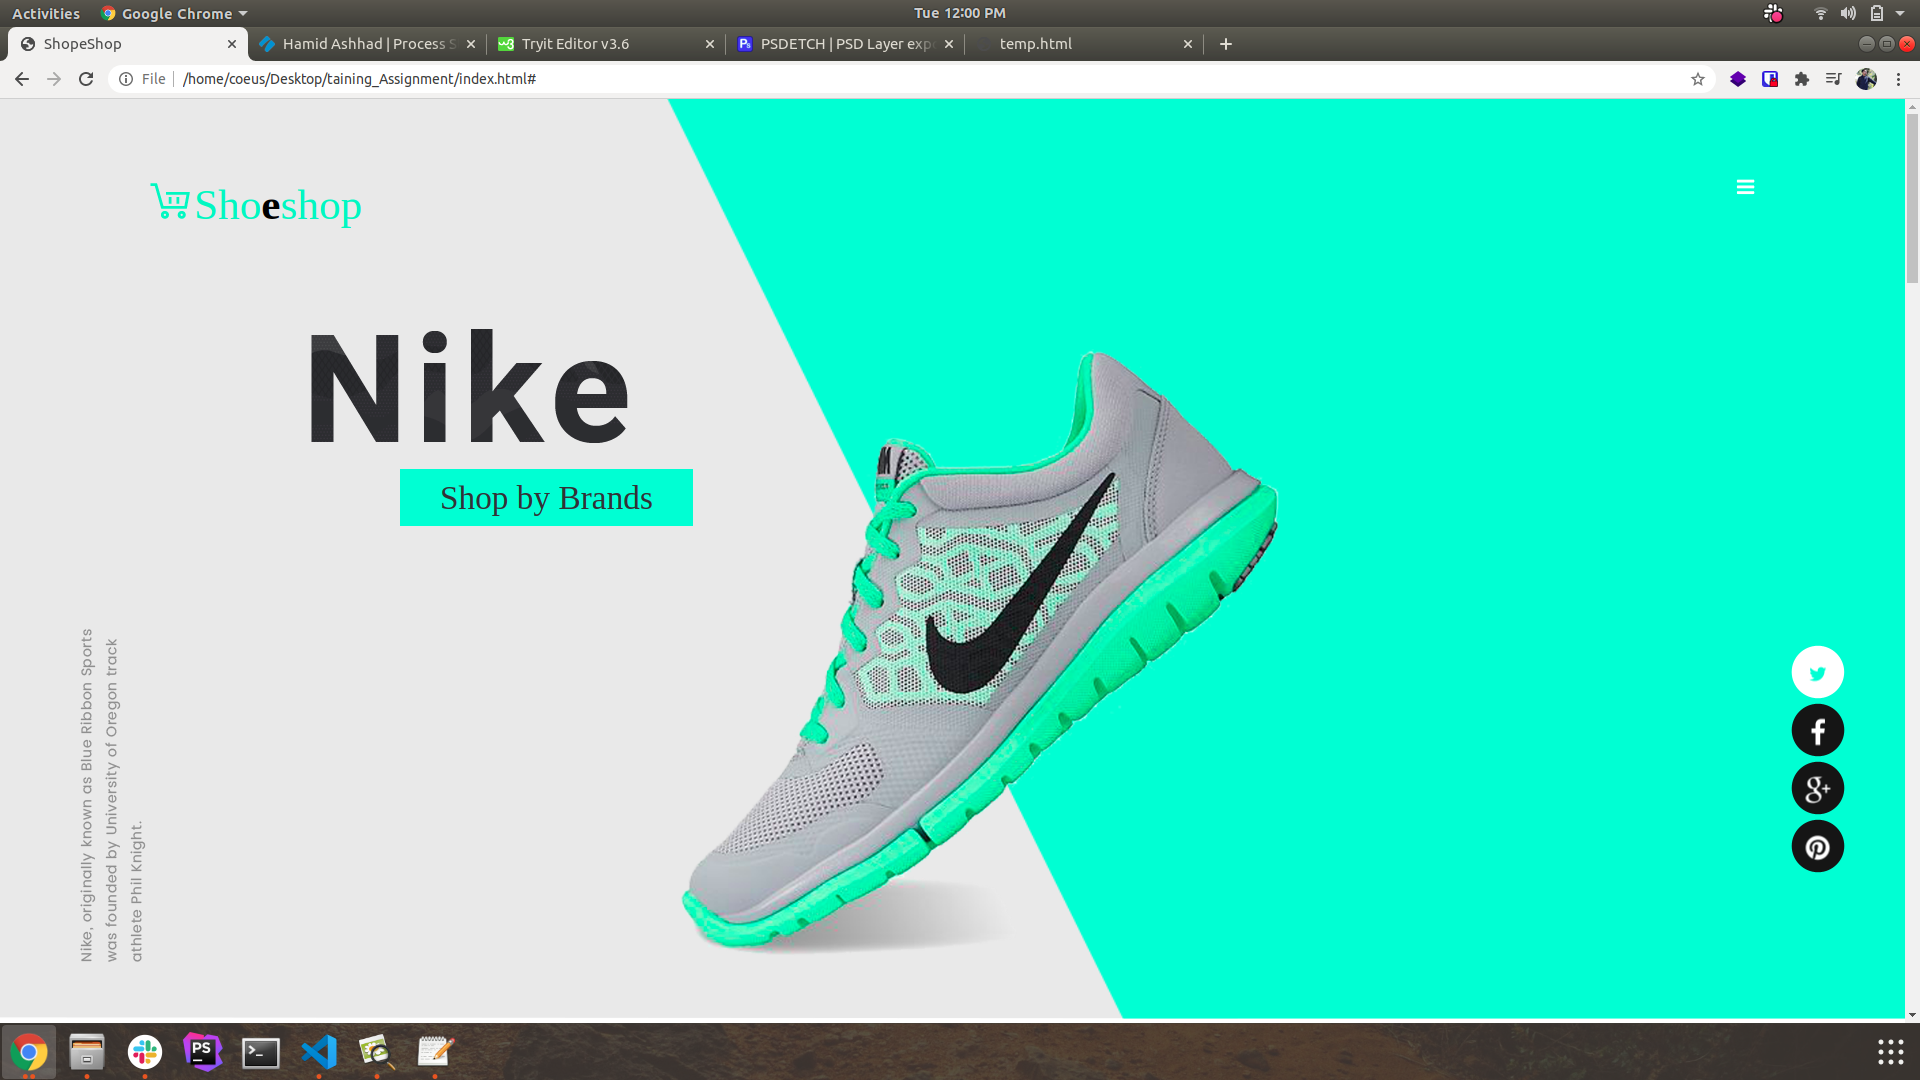 Activities
Google Chrome
Tue 12:00 PM
ShopeShop
Hamid Ashhad | Process S
Tryit Editor v3.6
PSDETCH | PSD Layer exp
temp.html
File
/home/coeus/Desktop/taining_Assignment/index.html#
Shoeshop
Nike
Shop by Brands
Nike, originally known as Blue Ribbon Sports
was founded by University of Oregon track
athlete Phil Knight.
g+
PS